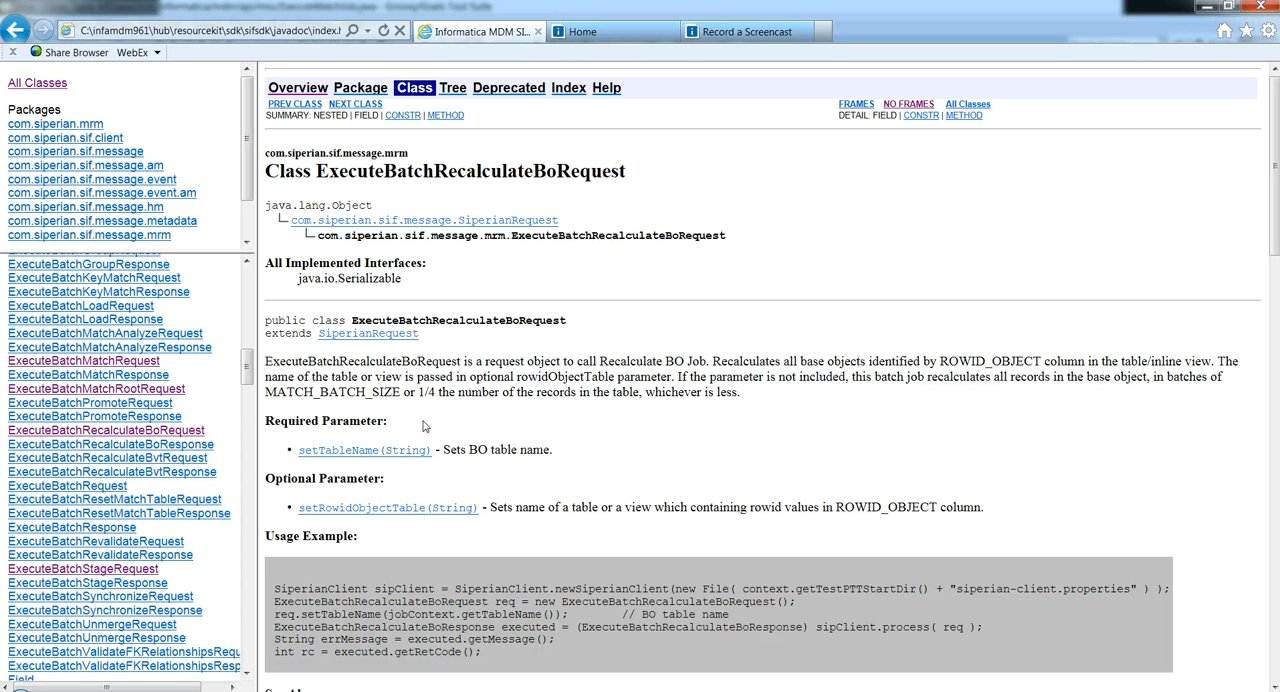 C:\infamdm961\hub\resourcekit\sdk\sifsdk\javadoc\index.h
Informatica MDM SI...
Home
Record a Screencast
x Share Browser WebEx
All Classes
Packages
com.siperian.mrm
com.siperian.sif.client
com.siperian.sif.message
com.siperian.sif.message.am
com.siperian.sif.message.event
com.siperian.sif.message.event.am
com.siperian.sif.message.hm
com.siperian.sif.message.metadata
com.siperian.sif.message.mrm
ExecuteBatchGroupRequest
ExecuteBatchGroupResponse
ExecuteBatchKeyMatchRequest
ExecuteBatchKeyMatchResponse
ExecuteBatchLoadRequest
ExecuteBatchLoadResponse
ExecuteBatchMatchAnalyzeRequest
ExecuteBatchMatchAnalyzeResponse
ExecuteBatchMatchRequest
ExecuteBatchMatchResponse
ExecuteBatchMatchRootRequest
ExecuteBatchPromoteRequest
ExecuteBatchPromoteResponse
ExecuteBatchRecalculateBoRequest
ExecuteBatchRecalculateBoResponse
ExecuteBatchRecalculateBvtRequest
ExecuteBatchRecalculateBvtResponse
ExecuteBatchRequest
ExecuteBatchResetMatchTableRequest
ExecuteBatchResetMatchTableResponse
ExecuteBatchResponse
ExecuteBatchRevalidateRequest
ExecuteBatchRevalidateResponse
ExecuteBatchStageRequest
ExecuteBatchStageResponse
ExecuteBatchSynchronizeRequest
ExecuteBatchSynchronizeResponse
ExecuteBatchUnmergeRequest
ExecuteBatchUnmergeResponse
ExecuteBatchValidateFKRelationshipsRequ
ExecuteBatchValidateFKRelationshipsResp
Field
Overview Package Class Tree Deprecated Index Help
PREV CLASS NEXT CLASS
FRAMES NO FRAMES All Classes
SUMMARY: NESTED | FIELD | CONSTR | METHOD
DETAIL: FIELD | CONSTR | METHOD
com.siperian.sif.message.mrm
Class ExecuteBatchRecalculateBoRequest
java.lang.Object
com.siperian.sif.message.SiperianRequest
com.siperian.sif.message.mrm.ExecuteBatchRecalculateBoRequest
All Implemented Interfaces:
java.io.Serializable
public class ExecuteBatchRecalculateBoRequest
extends SiperianRequest
ExecuteBatchRecalculateBoRequest is a request object to call Recalculate BO Job. Recalculates all base objects identified by ROWID_OBJECT column in the table/inline view. The
name of the table or view is passed in optional rowidObjectTable parameter. If the parameter is not included, this batch job recalculates all records in the base object, in batches of
MATCH_BATCH_SIZE or 1/4 the number of the records in the table, whichever is less.
Required Parameter:
• setTableName(String) - Sets BO table name.
Optional Parameter:
• setRowidObjectTable(String) - Sets name of a table or a view which containing rowid values in ROWID_OBJECT column.
Usage Example:
SiperianClient sipClient = SiperianClient.newSiperianClient(new File( context.getTestPTTStartDir() + "siperian-client.properties" ) );
ExecuteBatchRecalculateBoRequest req = new ExecuteBatchRecalculateBoRequest();
req.setTableName(jobContext.getTableName()); // BO table name
ExecuteBatchRecalculateBoResponse executed = (ExecuteBatchRecalculateBoResponse) sipClient.process( req );
String errMessage = executed.getMessage();
int rc = executed.getRetCode();